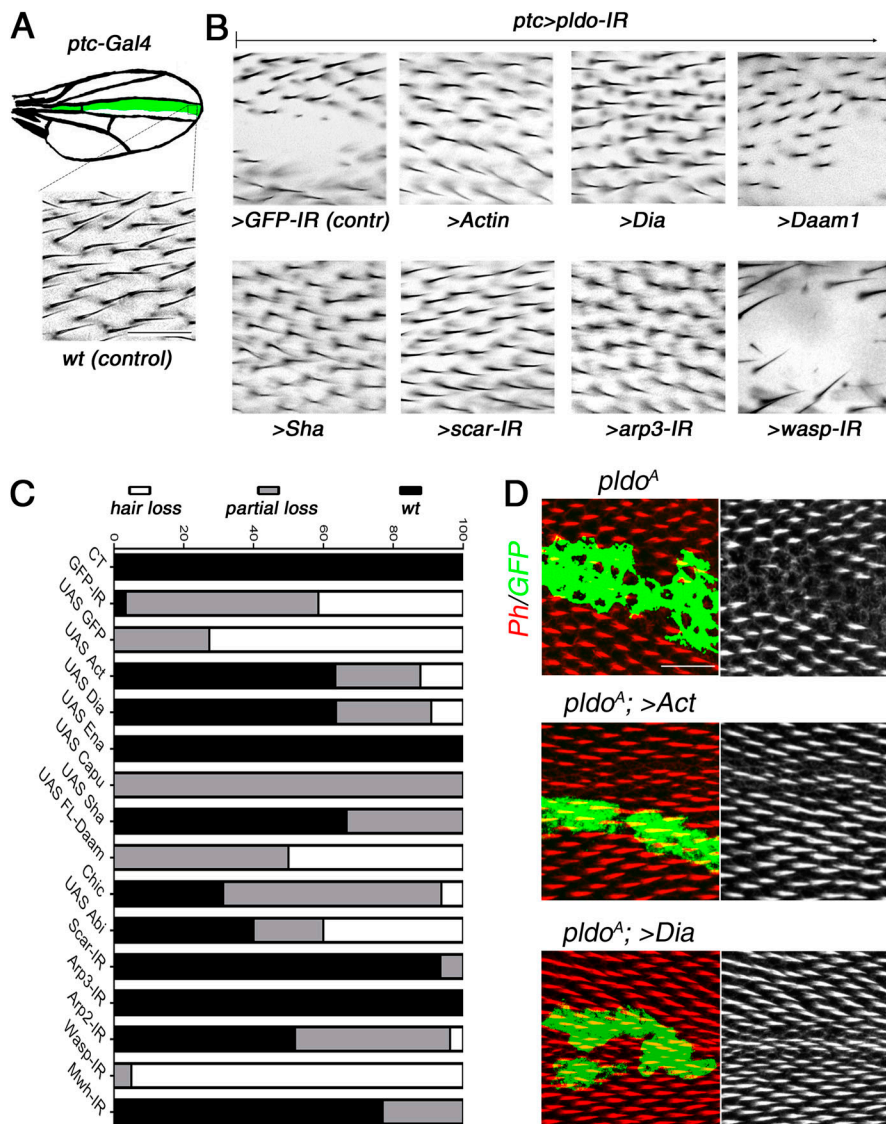 A
ptc-Gal4
wt (control)
B
ptc>pldo-IR
>GFP-IR (contr)
>Actin
>Dia
>Daam1
>Sha
>scar-IR
>arp3-IR
>wasp-IR
C
hair loss
partial loss
wt
0
20
40
60
80
100
CT
GFP-IR
UAS GFP
UAS Act
UAS Dia
UAS Ena
UAS Capu
UAS Sha
UAS FL-Daam
Chic
UAS Abi
Scar-IR
Arp3-IR
Arp2-IR
Wasp-IR
Mwh-IR
D
pldoᴬ
Ph/GFP
pldoᴬ; >Act
pldoᴬ; >Dia